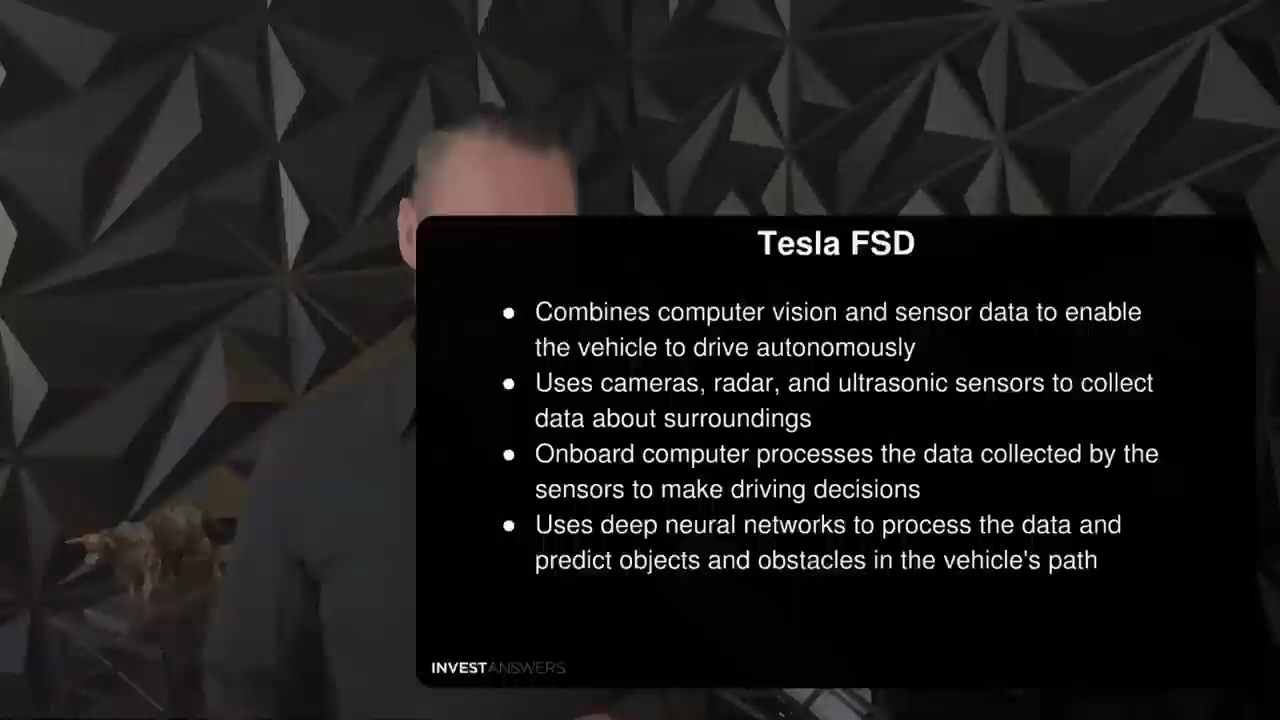 Tesla FSD
● Combines computer vision and sensor data to enable
the vehicle to drive autonomously
● Uses cameras, radar, and ultrasonic sensors to collect
data about surroundings
● Onboard computer processes the data collected by the
sensors to make driving decisions
● Uses deep neural networks to process the data and
predict objects and obstacles in the vehicle's path
INVESTANSWERS